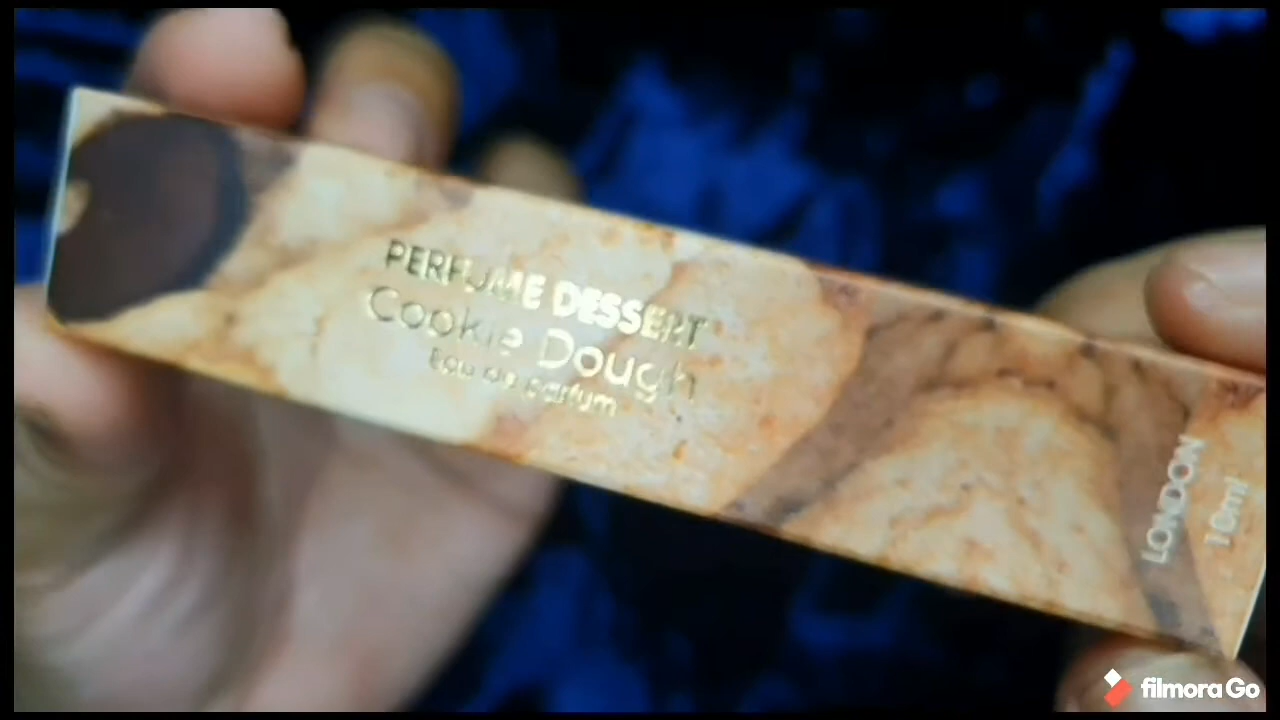 PERFUME DESSERT
Cookie Dough
Eau de parfum
LONDON
10ml
filmora Go